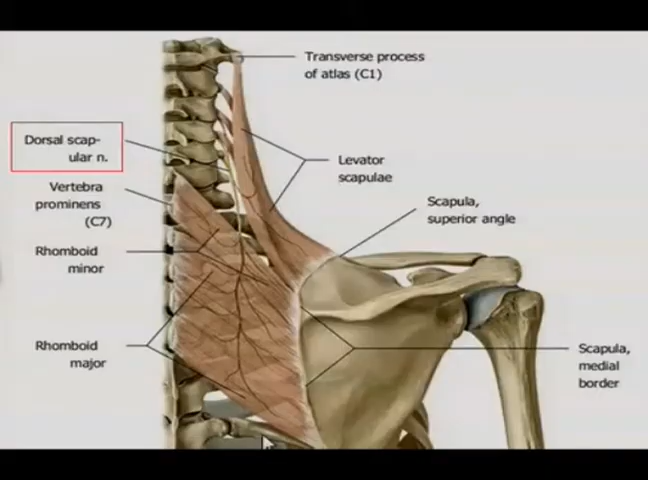 Transverse process
of atlas (C1)
Dorsal scap-
ular n.
Levator
scapulae
Vertebra
prominens
(C7)
Scapula,
superior angle
Rhomboid
minor
Rhomboid
major
Scapula,
medial
border